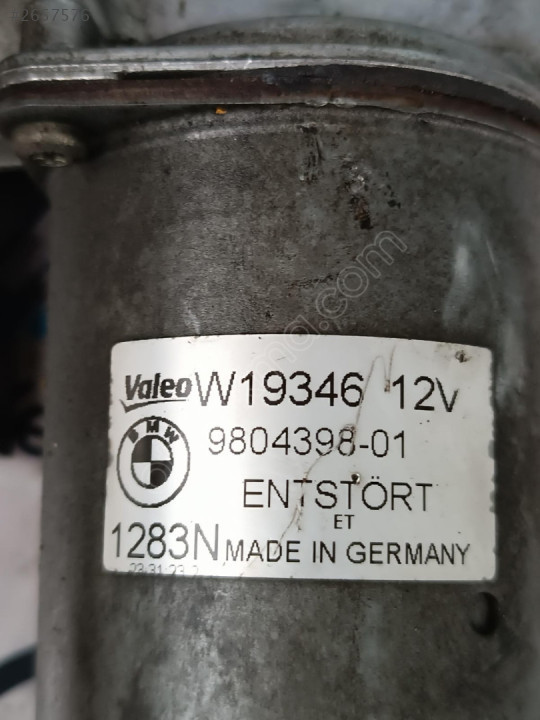 Valeo W19346 12V
BMW 9804398-01
ENTSTÖRT
ET
1283N MADE IN GERMANY